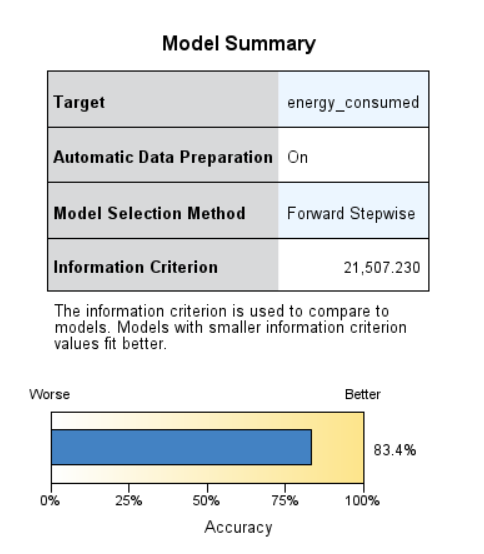 Model Summary
Target energy_consumed
Automatic Data Preparation On
Model Selection Method Forward Stepwise
Information Criterion 21,507.230
The information criterion is used to compare to
models. Models with smaller information criterion
values fit better.
Worse Better
83.4%
0% 25% 50% 75% 100%
Accuracy